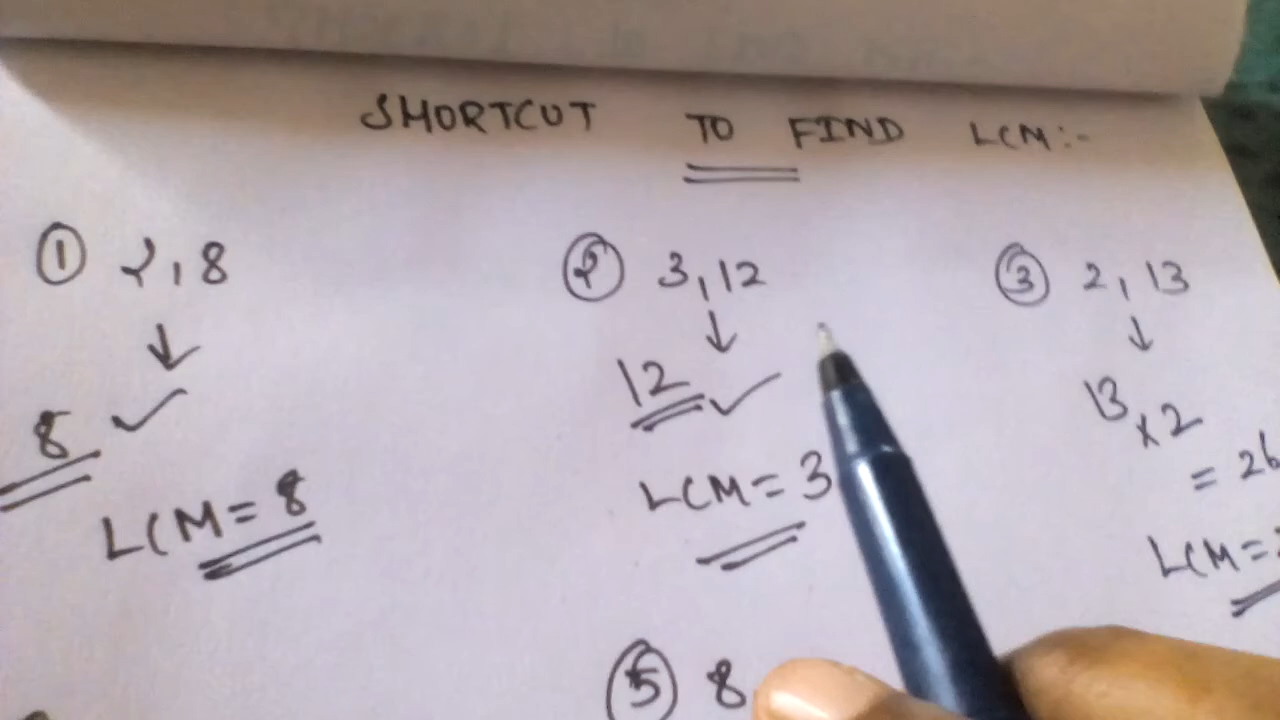 SHORTCUT TO FIND LCM:-
① 2, 8
↓
8 ✓
LCM = 8
② 3, 12
↓
12 ✓
LCM = 3
③ 2, 13
↓
13 × 2
= 26
LCM =
⑤ 8